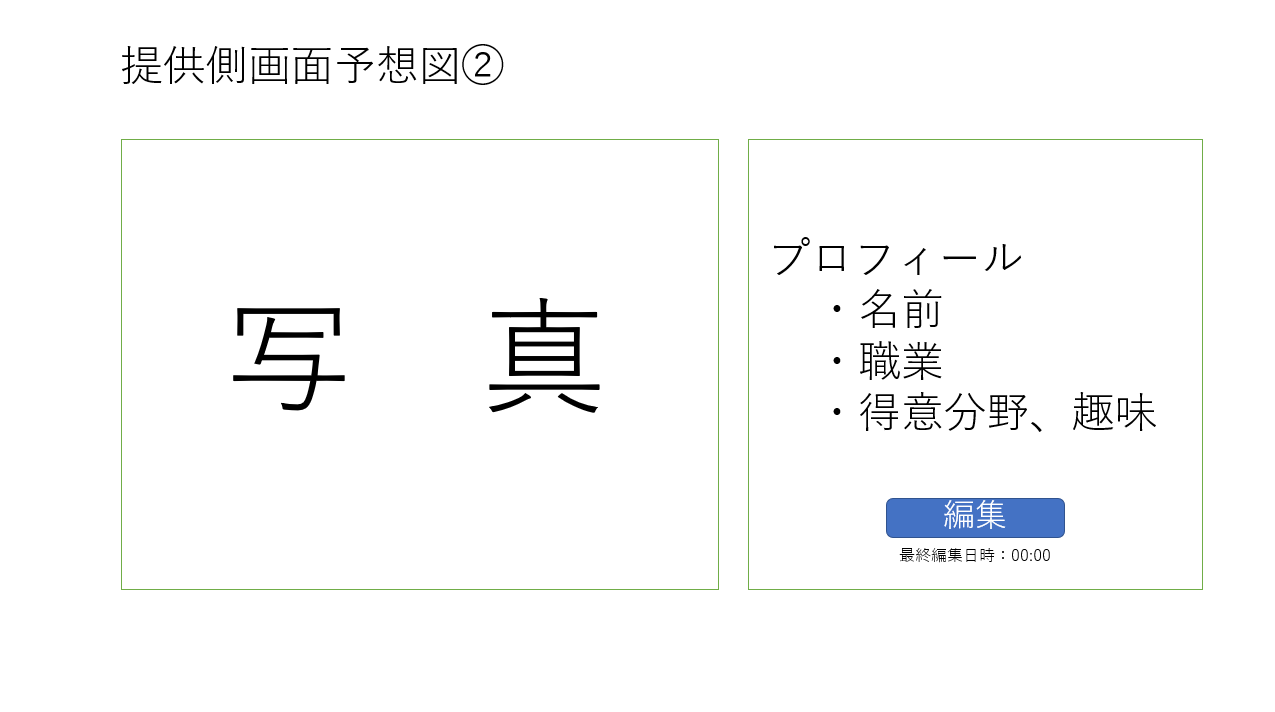 提供側画面予想図②
写　真
プロフィール
・名前
・職業
・得意分野、趣味
編集
最終編集日時：00:00